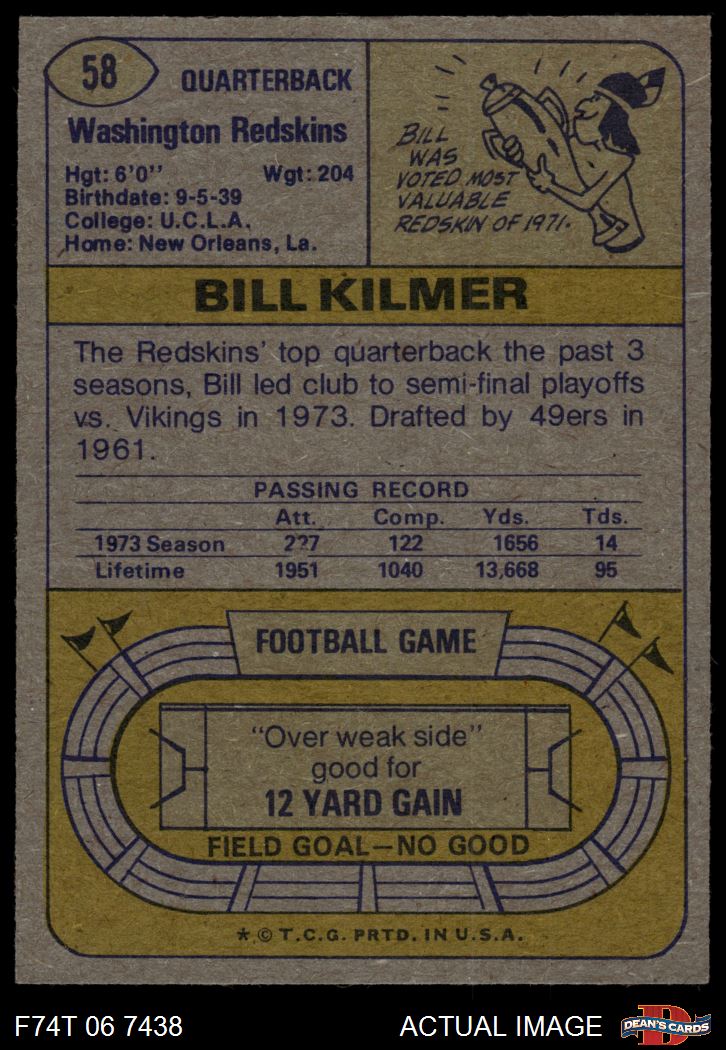 58
QUARTERBACK
Washington Redskins
Hgt: 6'0'' Wgt: 204
Birthdate: 9-5-39
College: U.C.L.A.
Home: New Orleans, La.
BILL
WAS
VOTED MOST
VALUABLE
REDSKIN OF 1971.
BILL KILMER
The Redskins' top quarterback the past 3
seasons, Bill led club to semi-final playoffs
vs. Vikings in 1973. Drafted by 49ers in
1961.
PASSING RECORD
Att. Comp. Yds. Tds.
1973 Season 227 122 1656 14
Lifetime 1951 1040 13,668 95
FOOTBALL GAME
"Over weak side"
good for
12 YARD GAIN
FIELD GOAL—NO GOOD
* © T.C.G. PRTD. IN U.S.A.
F74T 06 7438 ACTUAL IMAGE
DEAN'S CARDS